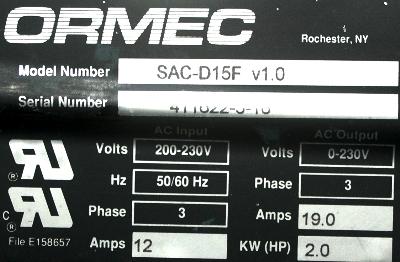 ORMEC
Rochester, NY
Model Number SAC-D15F v1.0
Serial Number
AC Input AC Output
Volts 200-230V 0-230V
Hz 50/60 Hz Phase 3
Phase 3 Amps 19.0
Amps 12 KW (HP) 2.0
File E158657